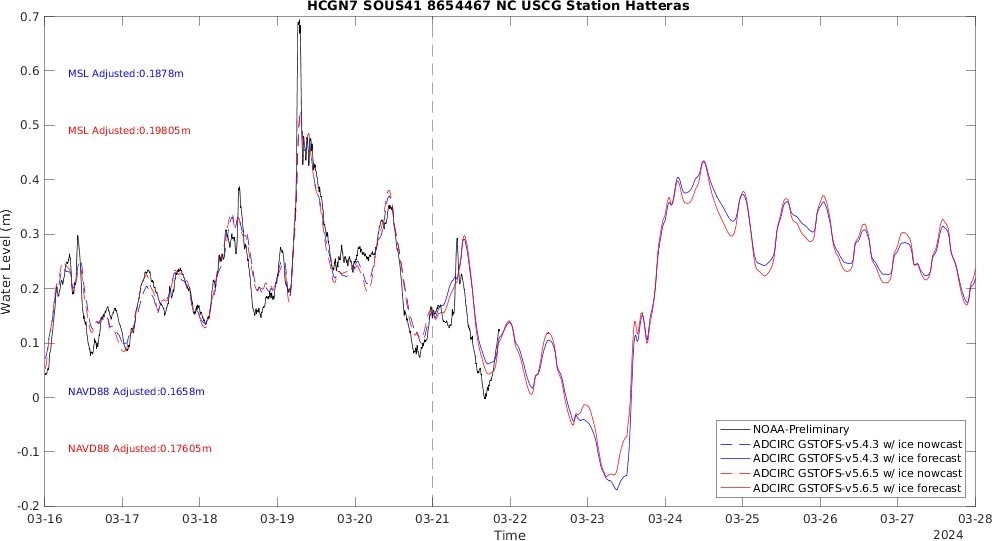 HCGN7 SOUS41 8654467 NC USCG Station Hatteras
0.7
0.6
0.5
0.4
0.3
0.2
0.1
0
-0.1
-0.2
Water Level (m)
MSL Adjusted:0.1878m
MSL Adjusted:0.19805m
NAVD88 Adjusted:0.1658m
NAVD88 Adjusted:0.17605m
NOAA-Preliminary
ADCIRC GSTOFS-v5.4.3 w/ ice nowcast
ADCIRC GSTOFS-v5.4.3 w/ ice forecast
ADCIRC GSTOFS-v5.6.5 w/ ice nowcast
ADCIRC GSTOFS-v5.6.5 w/ ice forecast
03-16 03-17 03-18 03-19 03-20 03-21 03-22 03-23 03-24 03-25 03-26 03-27 03-28
Time
2024